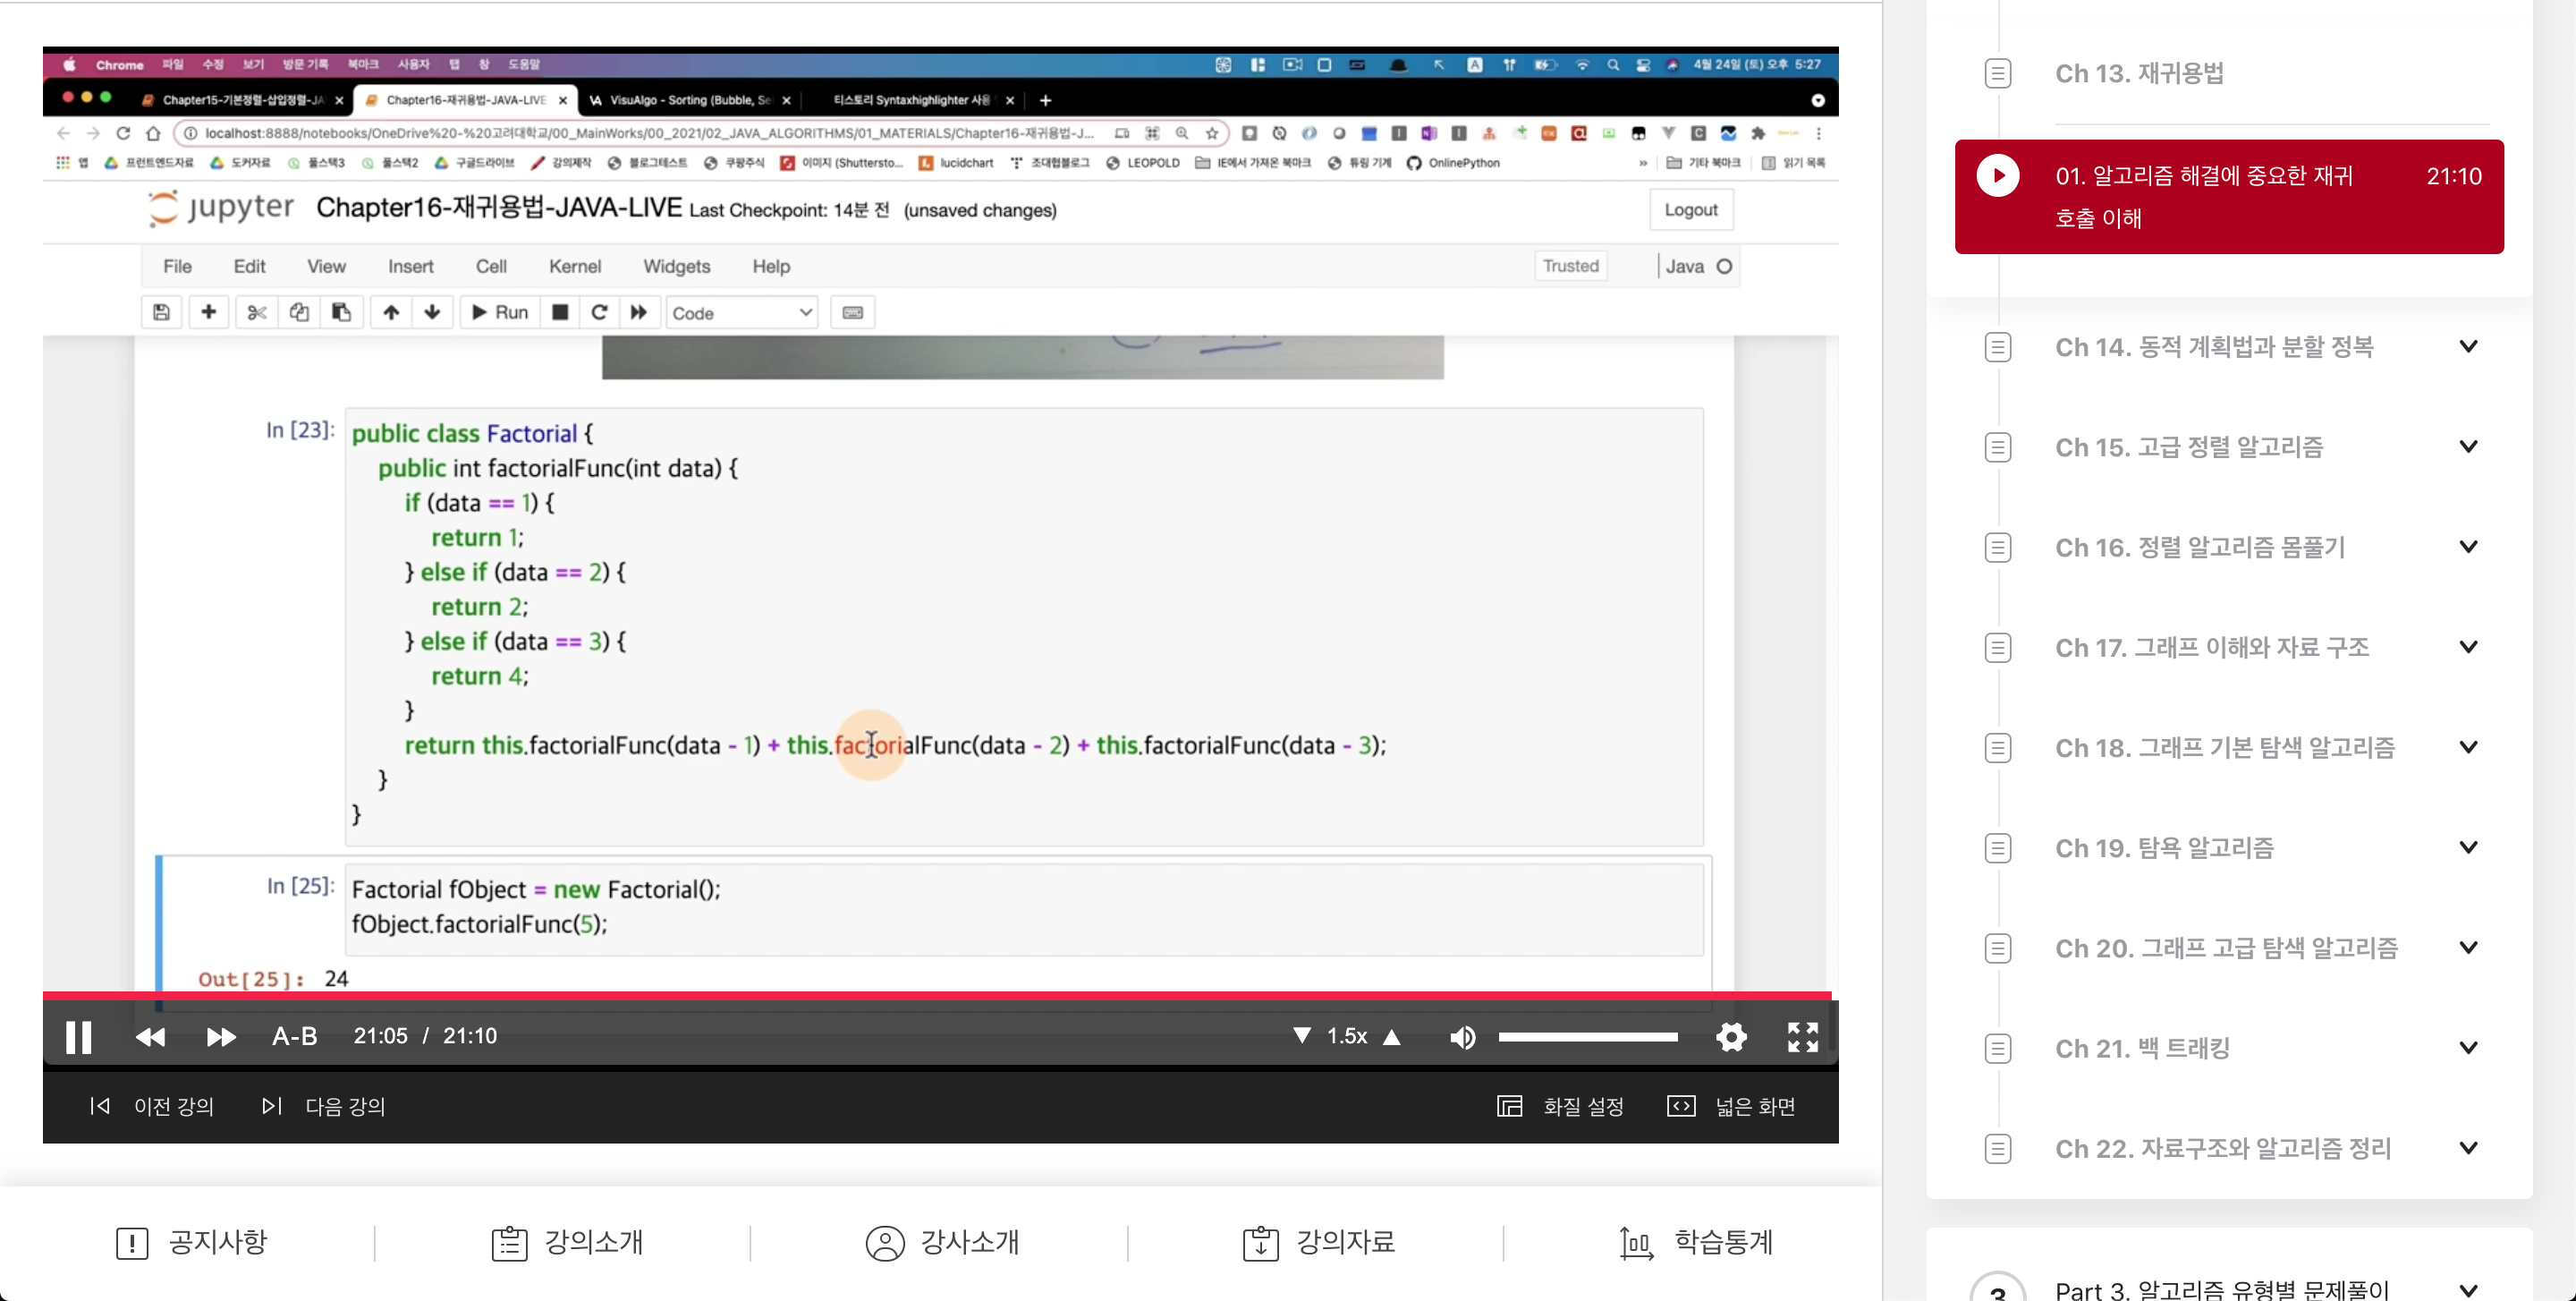 Chrome 파일 수정 보기 방문 기록 북마크 사용자 탭 창 도움말 4월 24일 (토) 오후 5:27
Chapter15-기본정렬-삽입정렬-JA Chapter16-재귀용법-JAVA-LIVE VisuAlgo - Sorting (Bubble, Se 티스토리 Syntaxhighlighter 사용
localhost:8888/notebooks/OneDrive%20-%20고려대학교/00_MainWorks/00_2021/02_JAVA_ALGORITHMS/01_MATERIALS/Chapter16-재귀용법-J...
앱 프런트엔드자료 도커자료 풀스택3 풀스택2 구글드라이브 강의제작 블로그테스트 쿠팡주식 이미지 (Shuttersto... lucidchart 조대협블로그 LEOPOLD IE에서 가져온 북마크 튜링 기계 OnlinePython » 기타 북마크 읽기 목록
jupyter Chapter16-재귀용법-JAVA-LIVE Last Checkpoint: 14분 전 (unsaved changes) Logout
File Edit View Insert Cell Kernel Widgets Help Trusted Java
Run Code
In [23]: public class Factorial {
public int factorialFunc(int data) {
if (data == 1) {
return 1;
} else if (data == 2) {
return 2;
} else if (data == 3) {
return 4;
}
return this.factorialFunc(data - 1) + this.factorialFunc(data - 2) + this.factorialFunc(data - 3);
}
}
In [25]: Factorial fObject = new Factorial();
fObject.factorialFunc(5);
Out[25]: 24
A-B 21:05 / 21:10 1.5x
이전 강의 다음 강의 화질 설정 넓은 화면
공지사항 강의소개 강사소개 강의자료 학습통계
Ch 13. 재귀용법
01. 알고리즘 해결에 중요한 재귀 21:10
호출 이해
Ch 14. 동적 계획법과 분할 정복
Ch 15. 고급 정렬 알고리즘
Ch 16. 정렬 알고리즘 몸풀기
Ch 17. 그래프 이해와 자료 구조
Ch 18. 그래프 기본 탐색 알고리즘
Ch 19. 탐욕 알고리즘
Ch 20. 그래프 고급 탐색 알고리즘
Ch 21. 백 트래킹
Ch 22. 자료구조와 알고리즘 정리
3 Part 3. 알고리즘 유형별 문제풀이